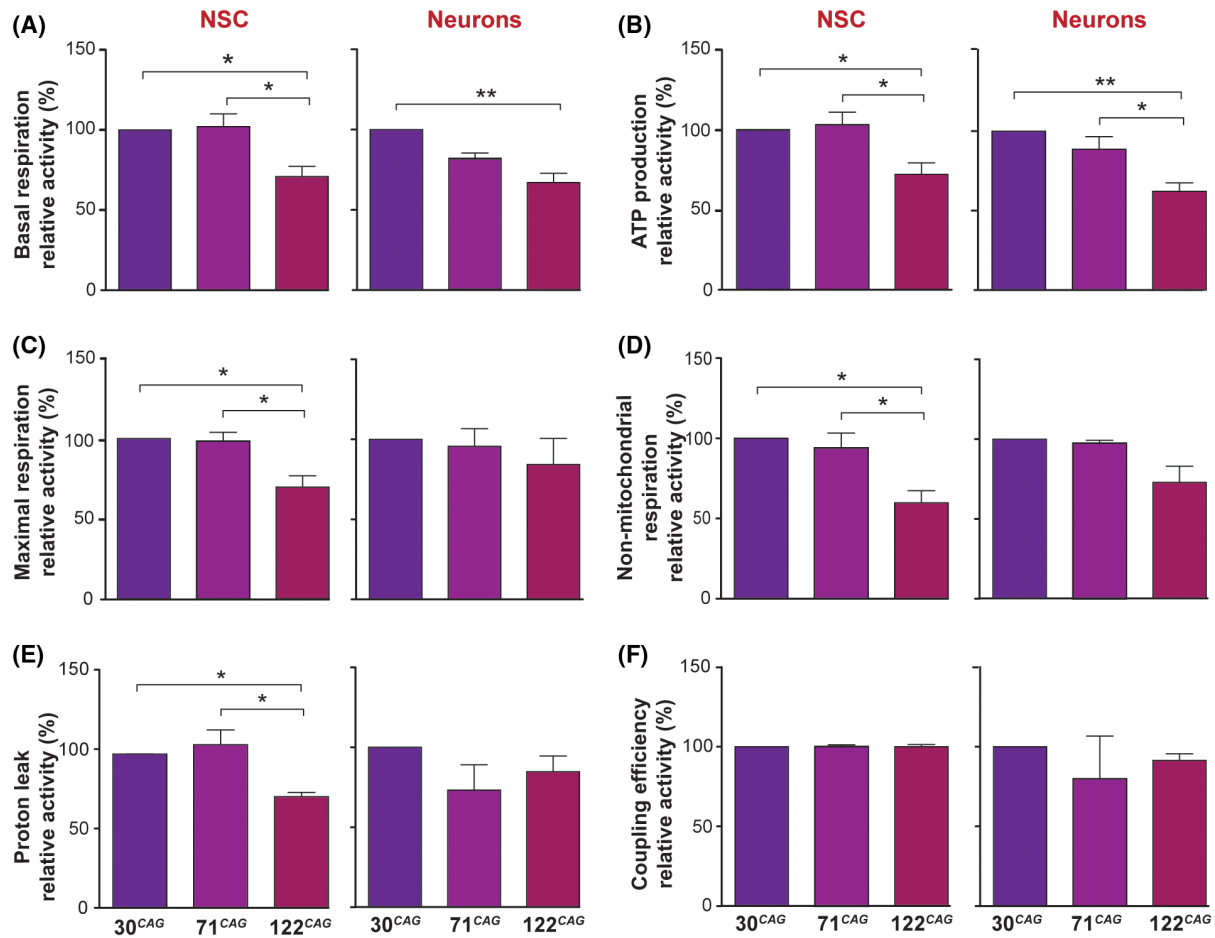 (A)
NSC
Neurons
Basal respiration
relative activity (%)
150
100
50
0
*
*
**
(B)
NSC
Neurons
ATP production
relative activity (%)
150
100
50
0
*
*
**
*
(C)
Maximal respiration
relative activity (%)
150
100
50
0
*
*
(D)
Non-mitochondrial
respiration
relative activity (%)
150
100
50
0
*
*
(E)
Proton leak
relative activity (%)
150
100
50
0
*
*
30CAG 71CAG 122CAG
30CAG 71CAG 122CAG
(F)
Coupling efficiency
relative activity (%)
150
100
50
0
30CAG 71CAG 122CAG
30CAG 71CAG 122CAG